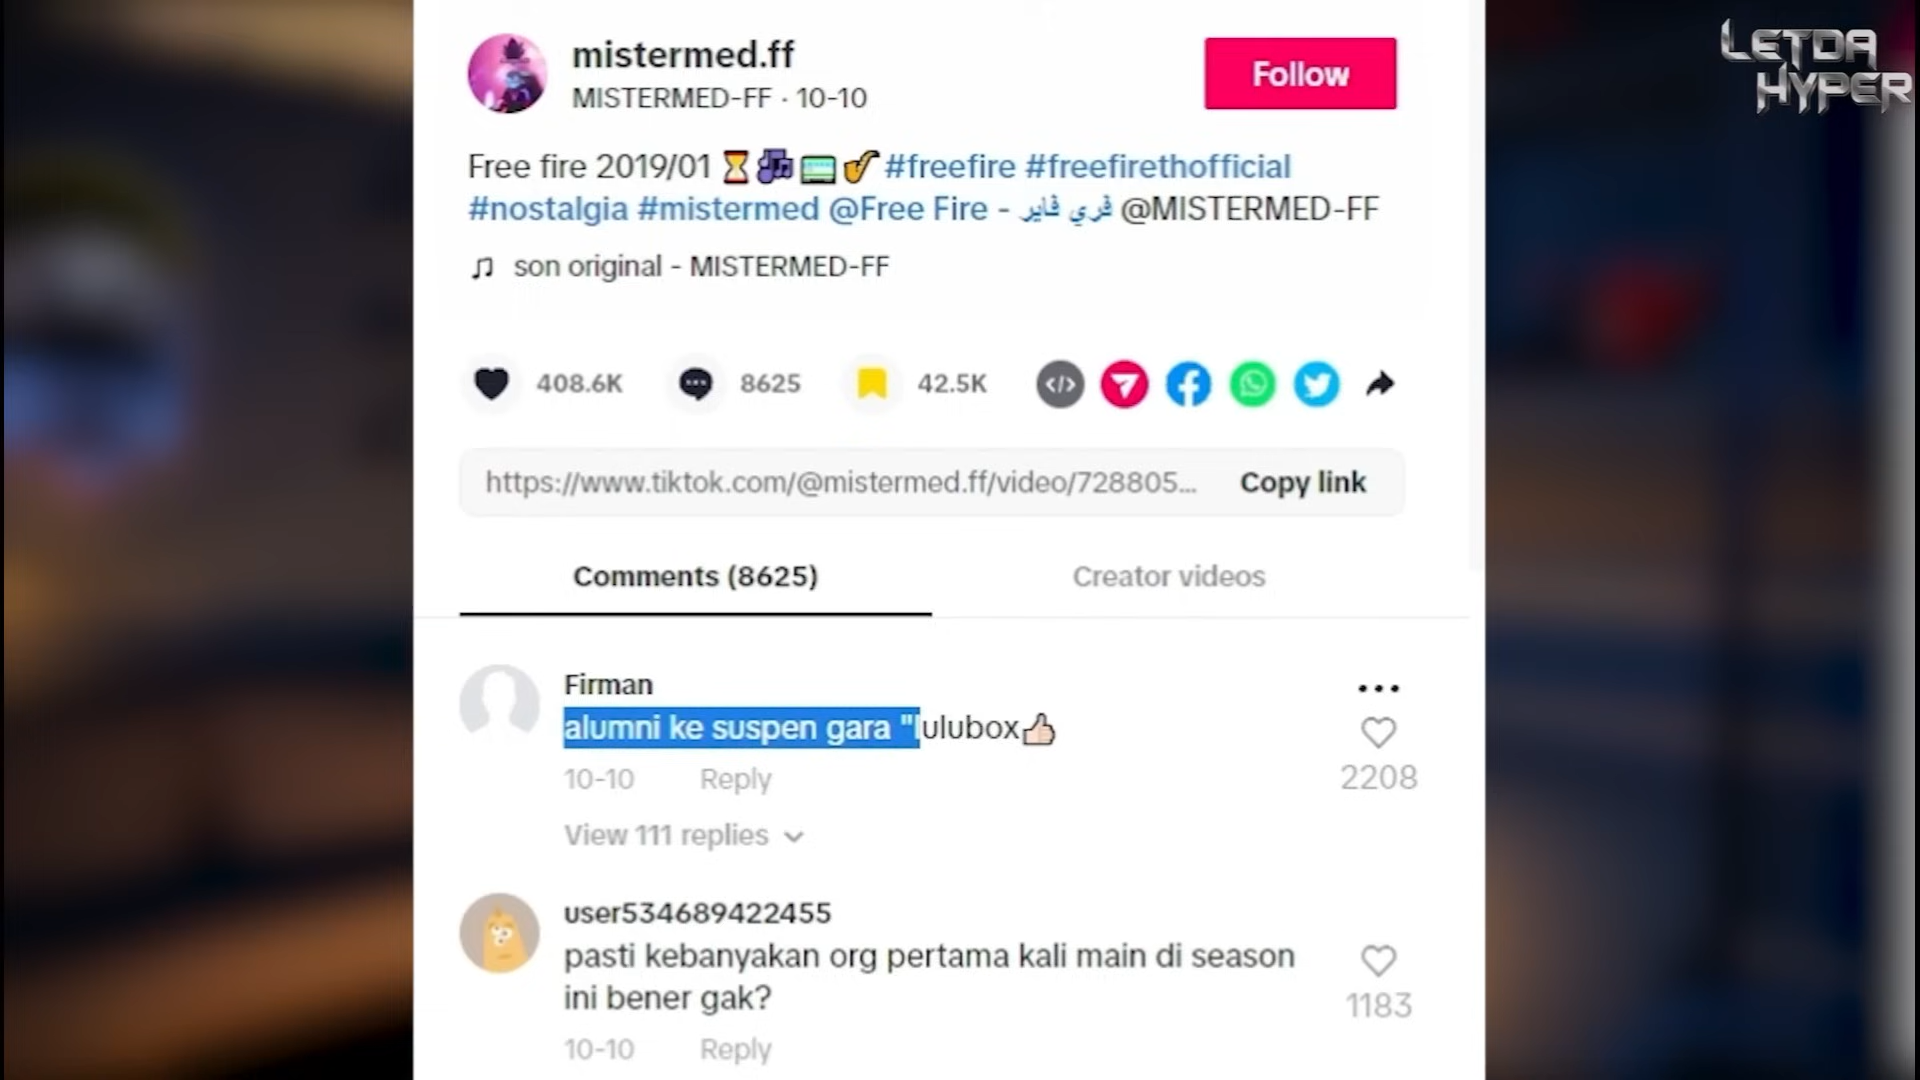 LETDA
HYPER
mistermed.ff
MISTERMED-FF · 10-10
Follow
Free fire 2019/01 ⌛🎶🚃🎷 #freefire #freefirethofficial
#nostalgia #mistermed @Free Fire - فري فاير @MISTERMED-FF
♫ son original - MISTERMED-FF
408.6K 8625 42.5K
https://www.tiktok.com/@mistermed.ff/video/728805... Copy link
Comments (8625) Creator videos
Firman
alumni ke suspen gara "lulubox👍🏻
10-10 Reply
2208
View 111 replies
user534689422455
pasti kebanyakan org pertama kali main di season
ini bener gak?
1183
10-10 Reply